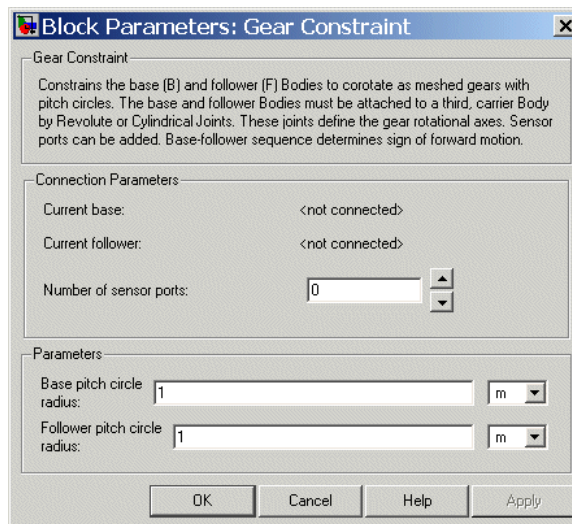 Block Parameters: Gear Constraint
Gear Constraint
Constrains the base (B) and follower (F) Bodies to corotate as meshed gears with
pitch circles. The base and follower Bodies must be attached to a third, carrier Body
by Revolute or Cylindrical Joints. These joints define the gear rotational axes. Sensor
ports can be added. Base-follower sequence determines sign of forward motion.
Connection Parameters
Current base: <not connected>
Current follower: <not connected>
Number of sensor ports: 0
Parameters
Base pitch circle
radius: 1 m
Follower pitch circle
radius: 1 m
OK Cancel Help Apply